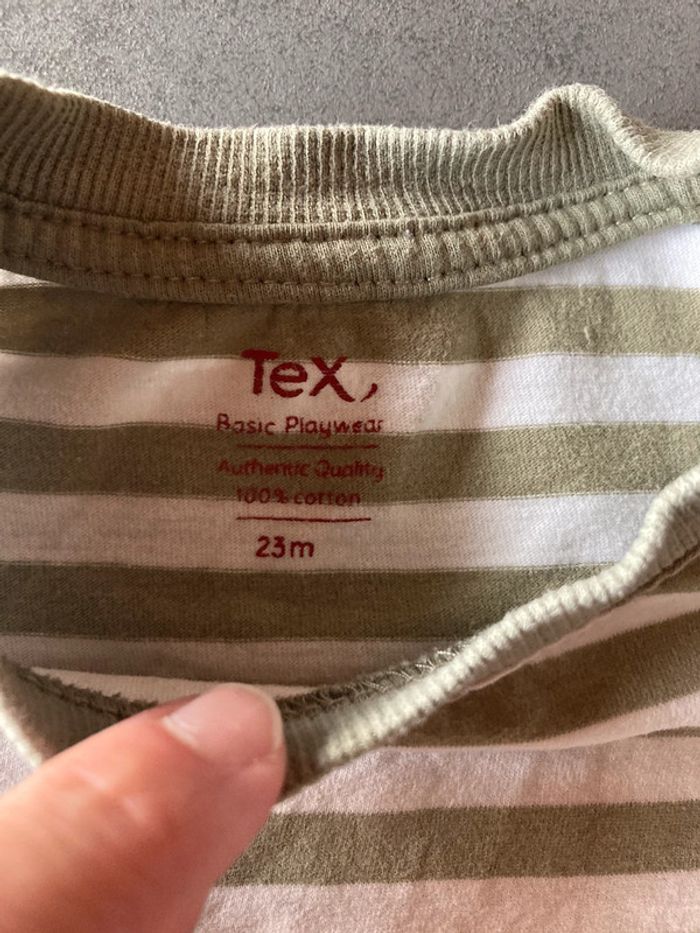 Tex
Basic Playwear
Authentic Quality
100% cotton
23m